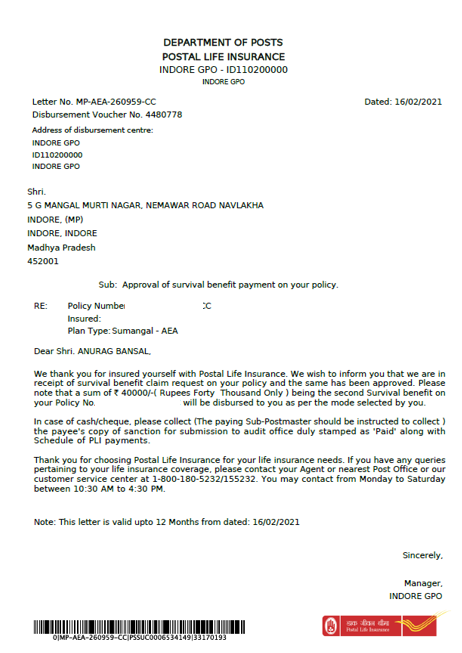 DEPARTMENT OF POSTS
POSTAL LIFE INSURANCE
INDORE GPO - ID110200000
INDORE GPO
Letter No. MP-AEA-260959-CC Dated: 16/02/2021
Disbursement Voucher No. 4480778
Address of disbursement centre:
INDORE GPO
ID110200000
INDORE GPO
Shri.
5 G MANGAL MURTI NAGAR, NEMAWAR ROAD NAVLAKHA
INDORE, (MP)
INDORE, INDORE
Madhya Pradesh
452001
Sub: Approval of survival benefit payment on your policy.
RE: Policy Number CC
Insured:
Plan Type: Sumangal - AEA
Dear Shri. ANURAG BANSAL,
We thank you for insured yourself with Postal Life Insurance. We wish to inform you that we are in
receipt of survival benefit claim request on your policy and the same has been approved. Please
note that a sum of ₹ 40000/-( Rupees Forty Thousand Only ) being the second Survival benefit on
your Policy No. will be disbursed to you as per the mode selected by you.
In case of cash/cheque, please collect (The paying Sub-Postmaster should be instructed to collect )
the payee's copy of sanction for submission to audit office duly stamped as 'Paid' along with
Schedule of PLI payments.
Thank you for choosing Postal Life Insurance for your life insurance needs. If you have any queries
pertaining to your life insurance coverage, please contact your Agent or nearest Post Office or our
customer service center at 1-800-180-5232/155232. You may contact from Monday to Saturday
between 10:30 AM to 4:30 PM.
Note: This letter is valid upto 12 Months from dated: 16/02/2021
Sincerely,
Manager,
INDORE GPO
0|MP-AEA-260959-CC|PSSUC0006534149|33170193
डाक जीवन बीमा
Postal Life Insurance